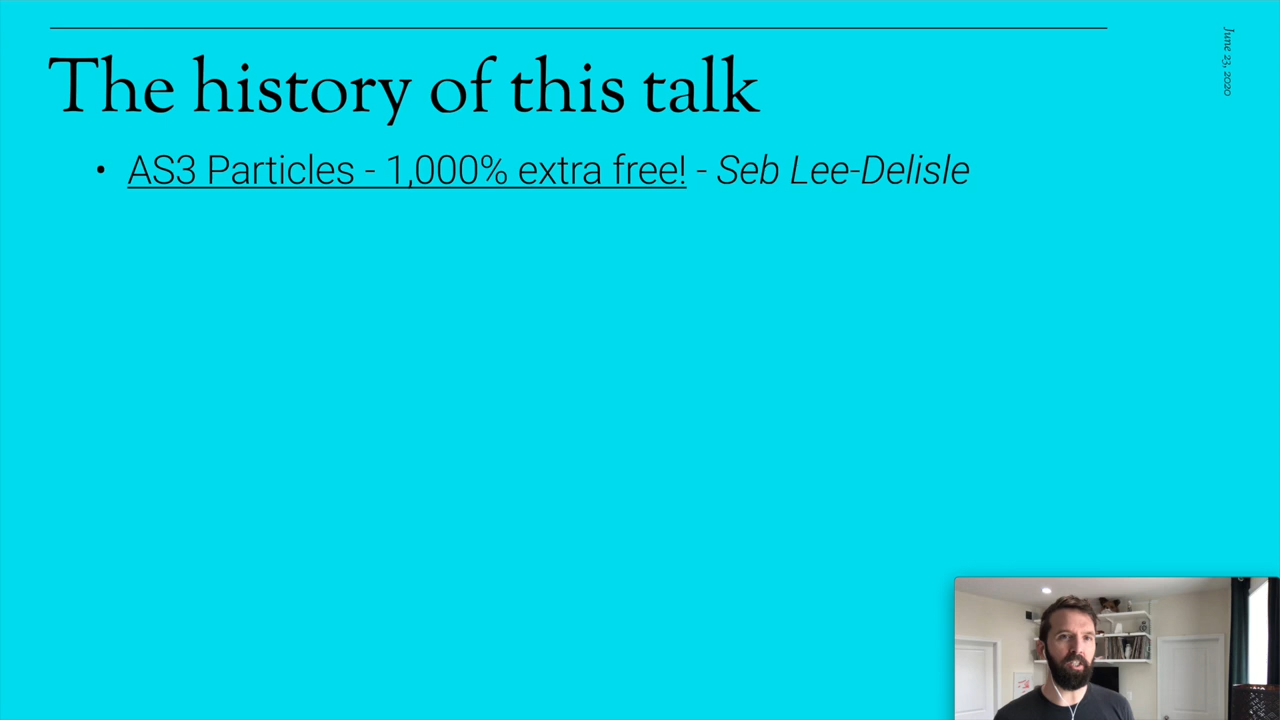 The history of this talk
• AS3 Particles - 1,000% extra free! - Seb Lee-Delisle
June 23, 2020